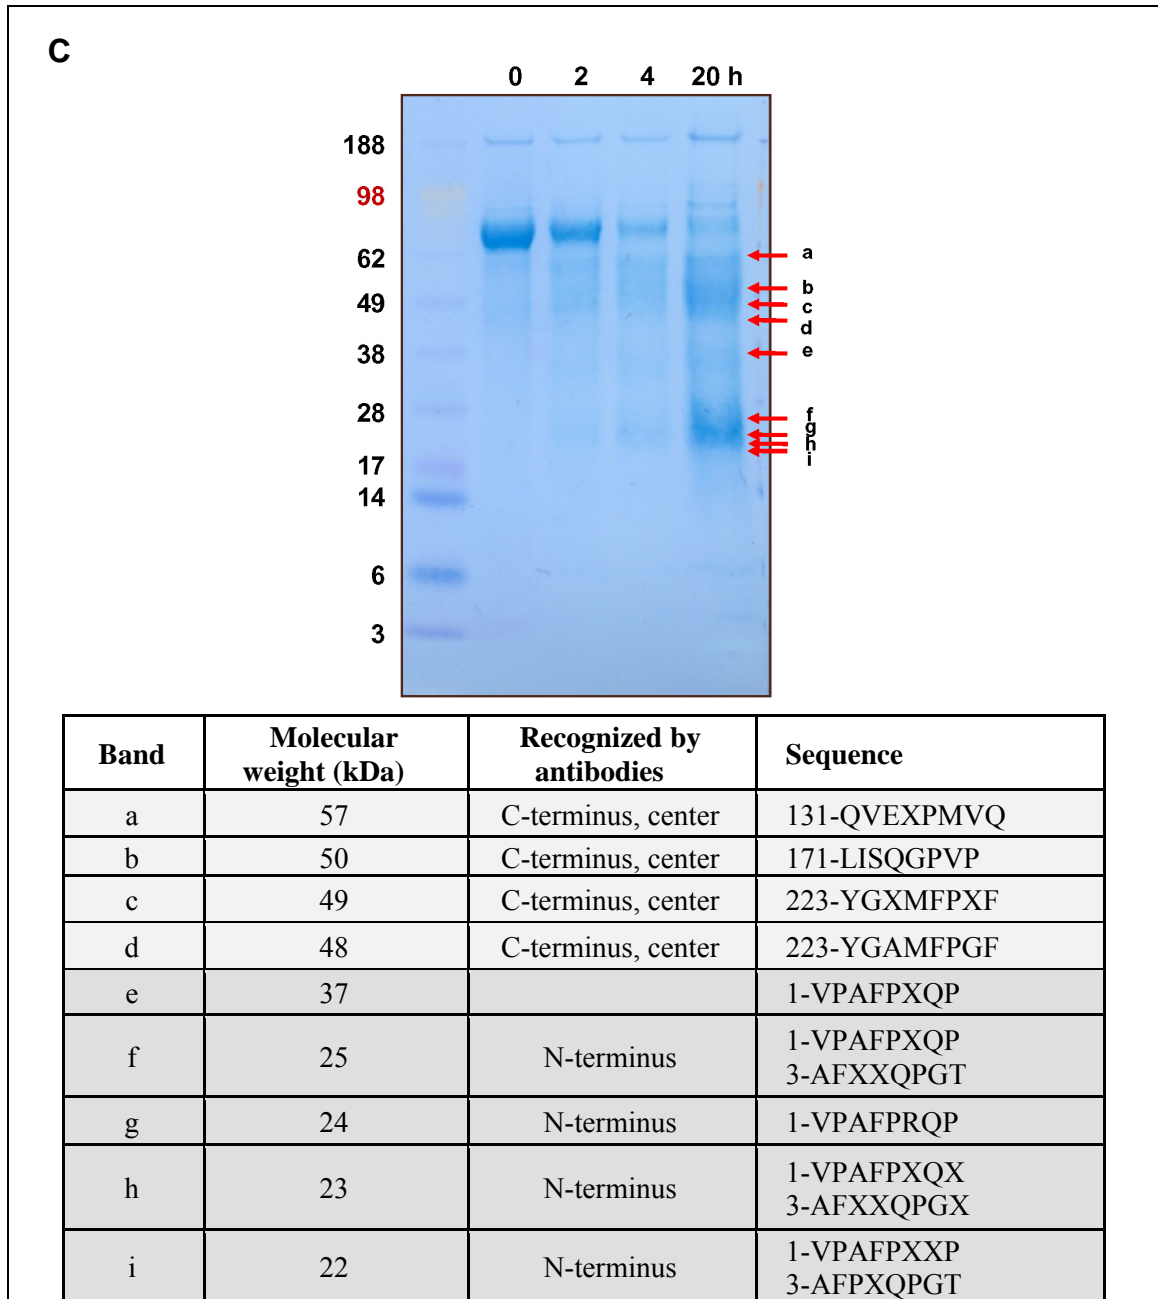 C
0 2 4 20 h
188
98
62
49
38
28
17
14
6
3
a
b
c
d
e
f
g
h
i
Band Molecular weight (kDa) Recognized by antibodies Sequence
a 57 C-terminus, center 131-QVEXPMVQ
b 50 C-terminus, center 171-LISQGPVP
c 49 C-terminus, center 223-YGXMFPXF
d 48 C-terminus, center 223-YGAMFPGF
e 37 1-VPAFPXQP
f 25 N-terminus 1-VPAFPXQP
3-AFXXQPGT
g 24 N-terminus 1-VPAFPRQP
h 23 N-terminus 1-VPAFPXQX
3-AFXXQPGX
i 22 N-terminus 1-VPAFPXXP
3-AFPXQPGT